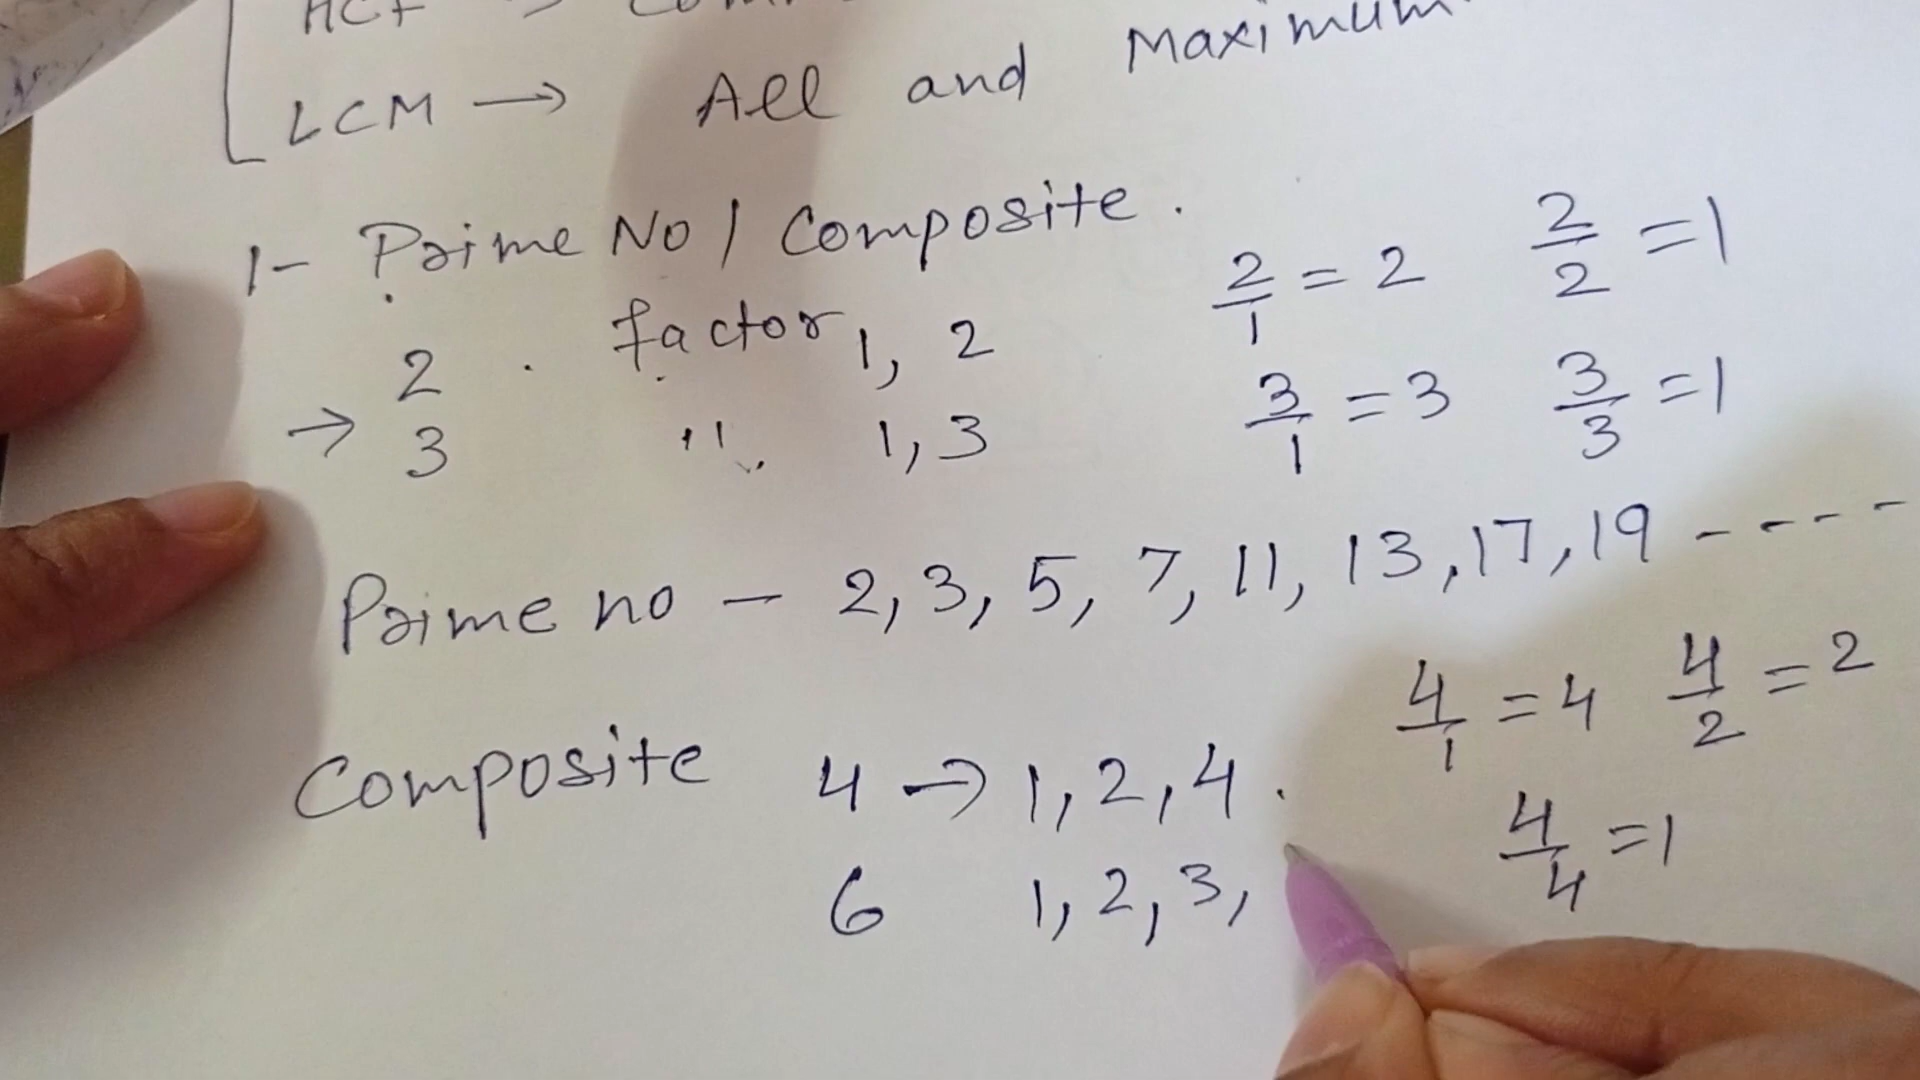 HCF →
LCM → All and Maximum
1- Prime No / Composite.
2 . factor 1, 2 2/1 = 2 2/2 = 1
→ 3 " 1, 3 3/1 = 3 3/3 = 1
Prime no - 2, 3, 5, 7, 11, 13, 17, 19 - - - -
4/1 = 4 4/2 = 2
Composite 4 → 1, 2, 4. 4/4 = 1
6 1, 2, 3,